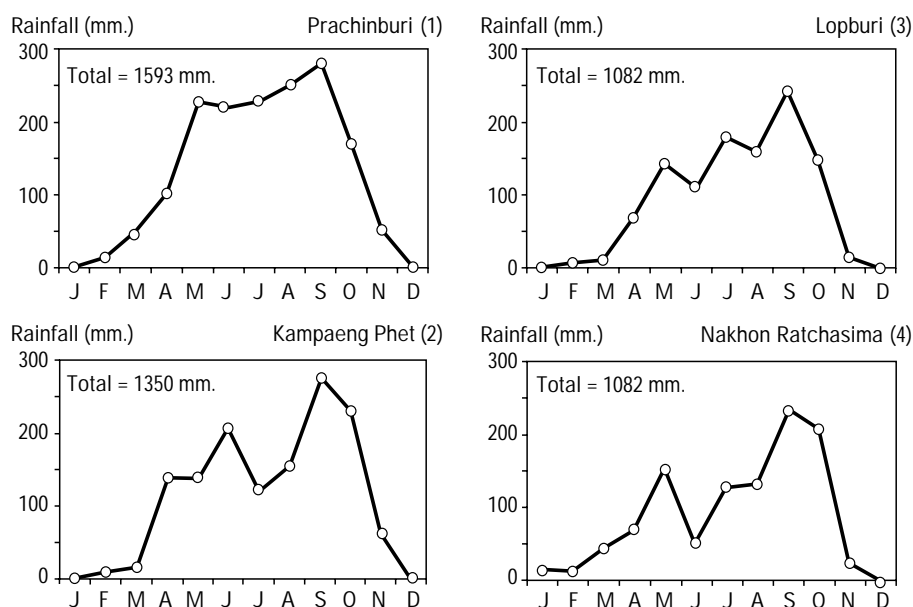 Rainfall (mm.) Prachinburi (1)
300
Total = 1593 mm.
200
100
0
J F M A M J J A S O N D
Rainfall (mm.) Lopburi (3)
300
Total = 1082 mm.
200
100
0
J F M A M J J A S O N D
Rainfall (mm.) Kampaeng Phet (2)
300
Total = 1350 mm.
200
100
0
J F M A M J J A S O N D
Rainfall (mm.) Nakhon Ratchasima (4)
300
Total = 1082 mm.
200
100
0
J F M A M J J A S O N D